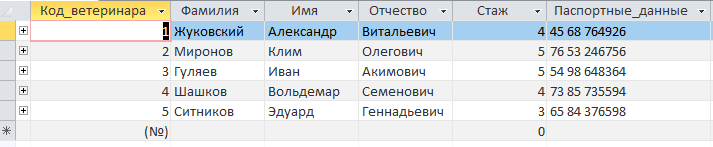 Код_ветеринара Фамилия Имя Отчество Стаж Паспортные_данные
1 Жуковский Александр Витальевич 4 45 68 764926
2 Миронов Клим Олегович 5 76 53 246756
3 Гуляев Иван Акимович 5 54 98 648364
4 Шашков Вольдемар Семенович 4 73 85 735594
5 Ситников Эдуард Геннадьевич 3 65 84 376598
(№) 0